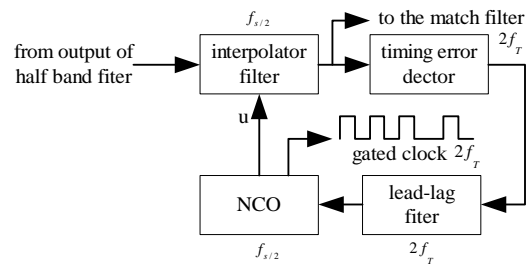 f_{s/2}
to the match filter
from output of
half band fiter
interpolator
filter
timing error
dector
2f_T
u
gated clock 2f_T
NCO
lead-lag
fiter
f_{s/2}
2f_T